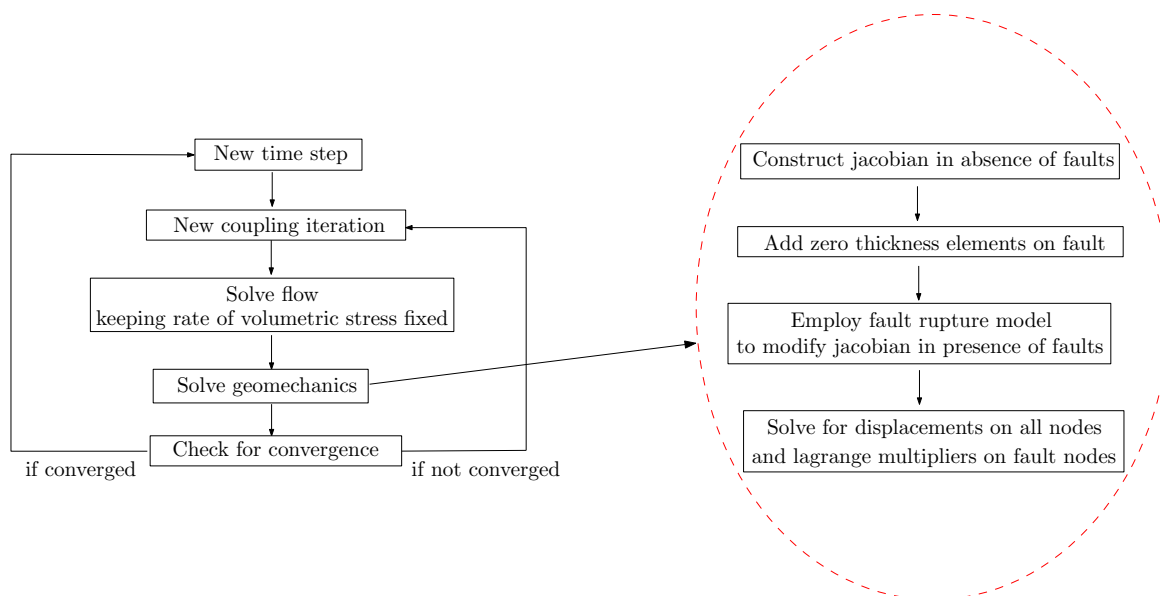 New time step
New coupling iteration
Solve flow
keeping rate of volumetric stress fixed
Solve geomechanics
Check for convergence
if converged
if not converged
Construct jacobian in absence of faults
Add zero thickness elements on fault
Employ fault rupture model
to modify jacobian in presence of faults
Solve for displacements on all nodes
and lagrange multipliers on fault nodes